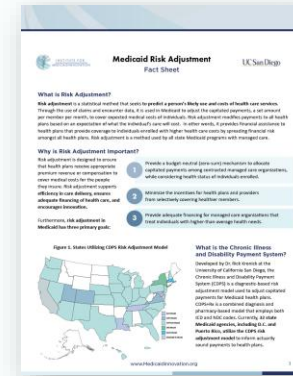 Medicaid Risk Adjustment
UC San Diego
Fact Sheet
What is Risk Adjustment?
Risk adjustment is a statistical method that seeks to predict a person's likely use and costs of health care services.
Through the use of claims and encounter data, it is used in Medicaid to adjust the capitated payments, a set amount
per member per month, to cover expected medical costs of individuals. Risk adjustment modifies payments to all health
plans based on an expectation of what the individual's care will cost. In other words, it provides financial assistance to
health plans that provide coverage to individuals enrolled with higher health care costs by spreading financial risk
amongst all health plans. Risk adjustment is a method used by all state Medicaid programs with managed care.
Why is Risk Adjustment Important?
Risk adjustment is designed to ensure
that health plans receive appropriate
premium revenue or compensation to
cover medical costs for the people
they insure. Risk adjustment supports
efficiency in care delivery, ensures
adequate financing of health care, and
encourages innovation.
Furthermore, risk adjustment in
Medicaid has three primary goals:
1
Provide a budget-neutral (zero-sum) mechanism to allocate
capitated payments among contracted managed care organizations,
while considering health status of individuals enrolled.
2
Minimize the incentives for health plans and providers
from selectively covering healthier members.
3
Provide adequate financing for managed care organizations that
treat individuals with higher-than-average health needs.
Figure 1. States Utilizing CDPS Risk Adjustment Model
What is the Chronic Illness
and Disability Payment System?
Developed by Dr. Rick Kronick at the
University of California San Diego, the
Chronic Illness and Disability Payment
System (CDPS) is a diagnostic-based risk
adjustment model used to adjust capitated
payments for Medicaid health plans.
CDPS+Rx is a combined diagnosis and
pharmacy-based model that employs both
ICD and NDC codes. Currently, 32 state
Medicaid agencies, including D.C. and
Puerto Rico, utilize the CDPS risk
adjustment model to inform actuarily
sound payments to health plans.
www.MedicaidInnovation.org